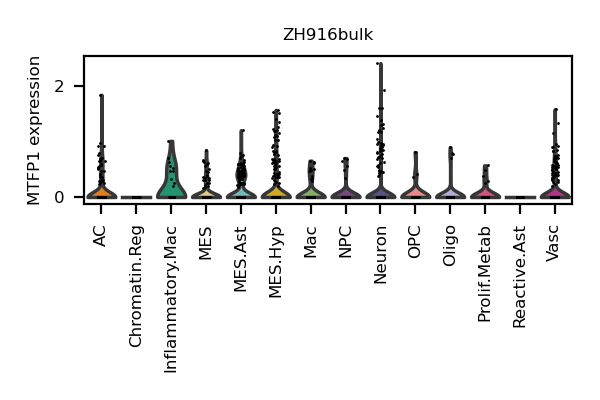 ZH916bulk
MTFP1 expression
2
0
AC
Chromatin.Reg
Inflammatory.Mac
MES
MES.Ast
MES.Hyp
Mac
NPC
Neuron
OPC
Oligo
Prolif.Metab
Reactive.Ast
Vasc